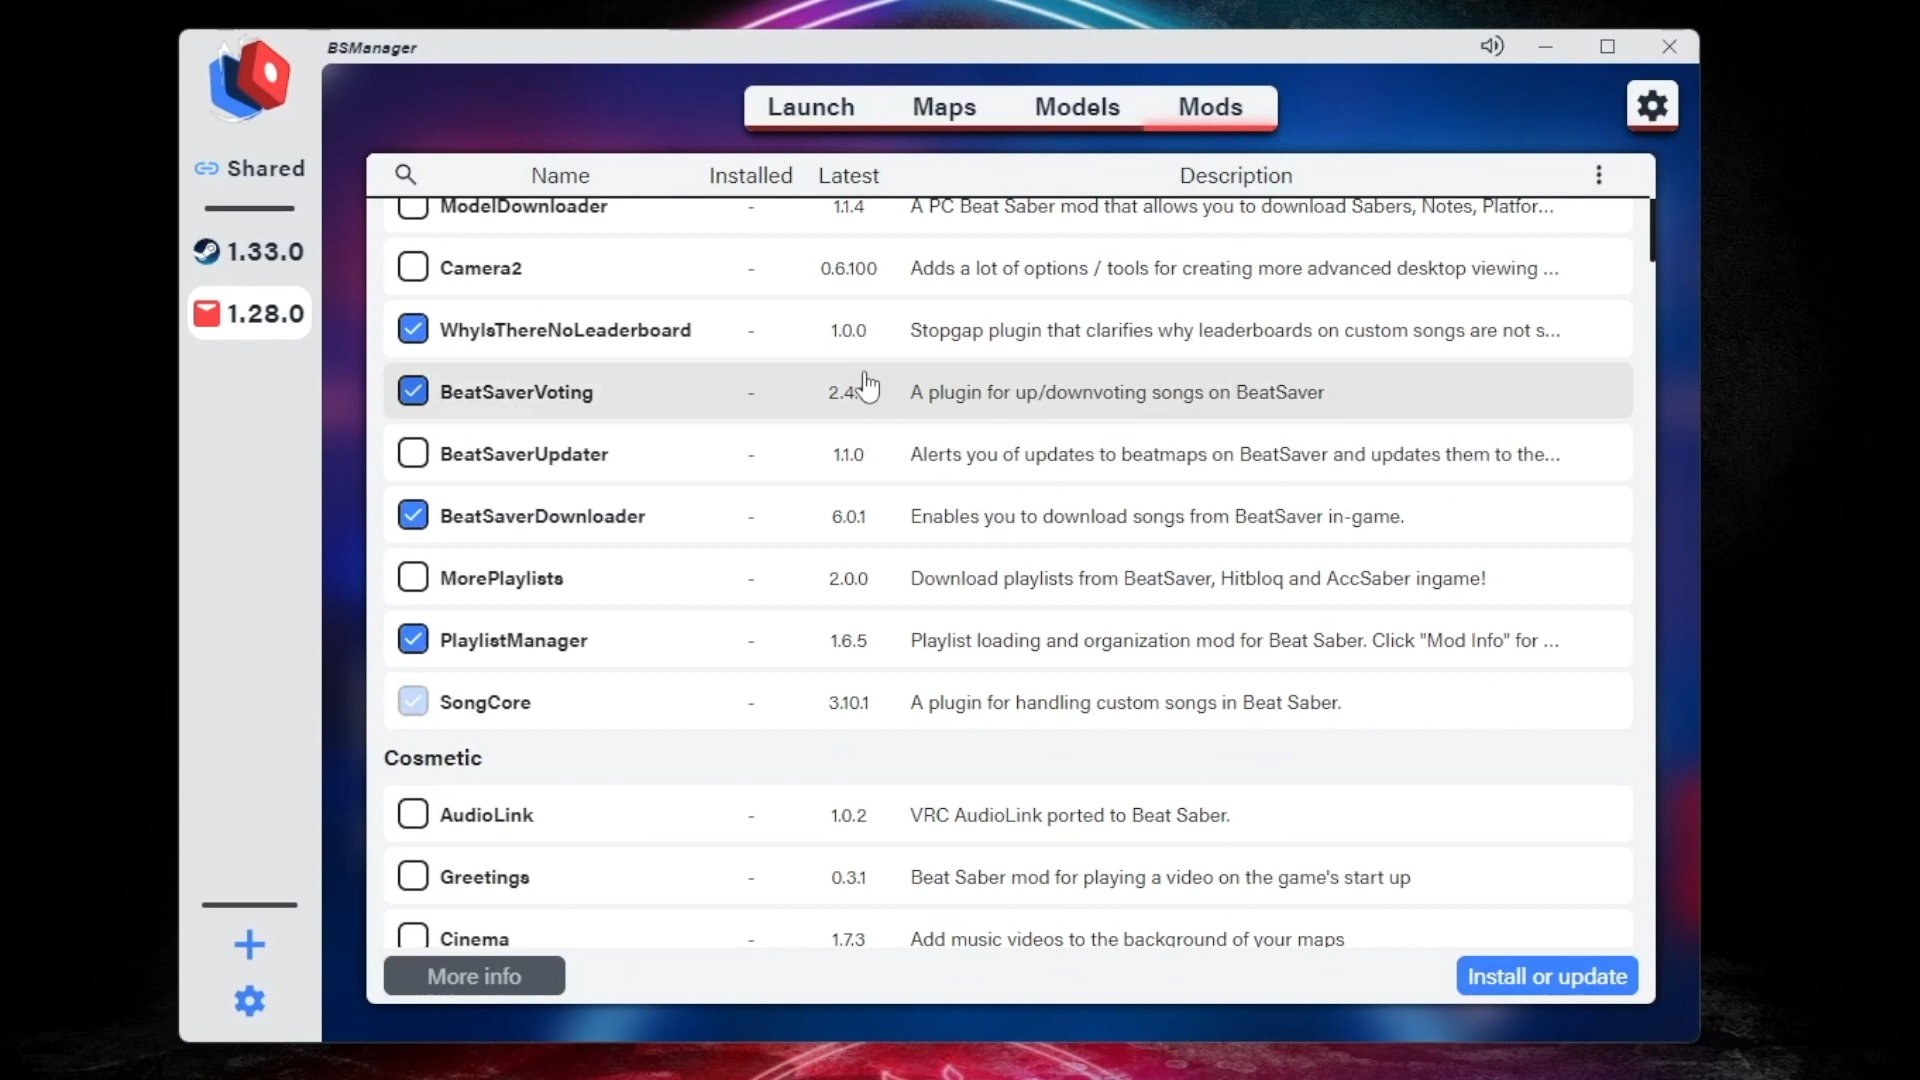 BSManager
Launch Maps Models Mods
Shared
1.33.0
1.28.0
Name Installed Latest Description
ModelDownloader - 1.1.4 A PC Beat Saber mod that allows you to download Sabers, Notes, Platfor...
Camera2 - 0.6.100 Adds a lot of options / tools for creating more advanced desktop viewing ...
WhyIsThereNoLeaderboard - 1.0.0 Stopgap plugin that clarifies why leaderboards on custom songs are not s...
BeatSaverVoting - A plugin for up/downvoting songs on BeatSaver
BeatSaverUpdater - 1.1.0 Alerts you of updates to beatmaps on BeatSaver and updates them to the...
BeatSaverDownloader - 6.0.1 Enables you to download songs from BeatSaver in-game.
MorePlaylists - 2.0.0 Download playlists from BeatSaver, Hitbloq and AccSaber ingame!
PlaylistManager - 1.6.5 Playlist loading and organization mod for Beat Saber. Click "Mod Info" for ...
SongCore - 3.10.1 A plugin for handling custom songs in Beat Saber.
Cosmetic
AudioLink - 1.0.2 VRC AudioLink ported to Beat Saber.
Greetings - 0.3.1 Beat Saber mod for playing a video on the game's start up
Cinema - 1.7.3 Add music videos to the background of your maps
More info Install or update